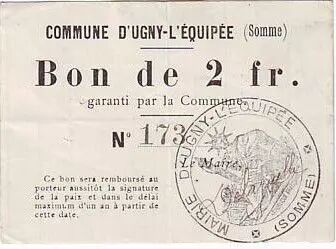 COMMUNE D'UGNY-L'ÉQUIPÉE (Somme)
Bon de 2 fr.
garanti par la Commune.
N° 173
Le Maire,
MAIRIE D'UGNY-L'EQUIPÉE (SOMME)
Ce bon sera remboursé au
porteur aussitôt la signature
de la paix et dans le délai
maximum d'un an à partir de
cette date.